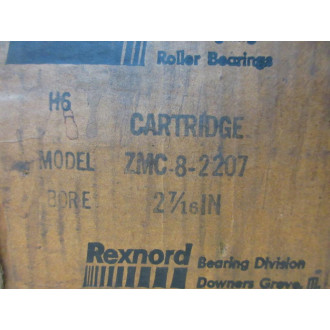 Roller Bearings
H6
CARTRIDGE
MODEL ZMC-8-2207
BORE 2 7/16 IN
Rexnord Bearing Division
Downers Grove, Ill.